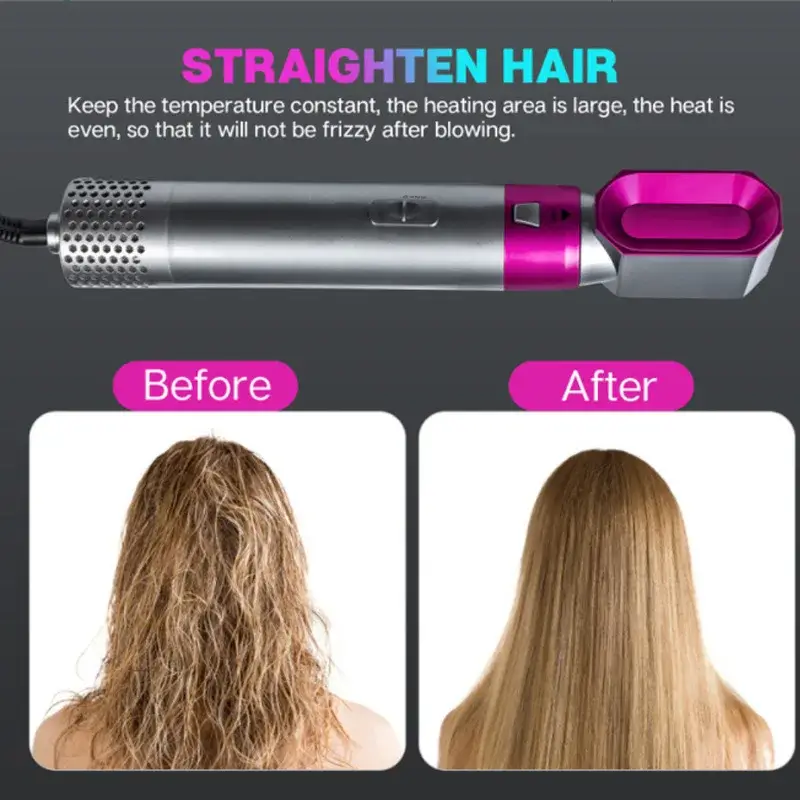 STRAIGHTEN HAIR
Keep the temperature constant, the heating area is large, the heat is
even, so that it will not be frizzy after blowing.
Before
After